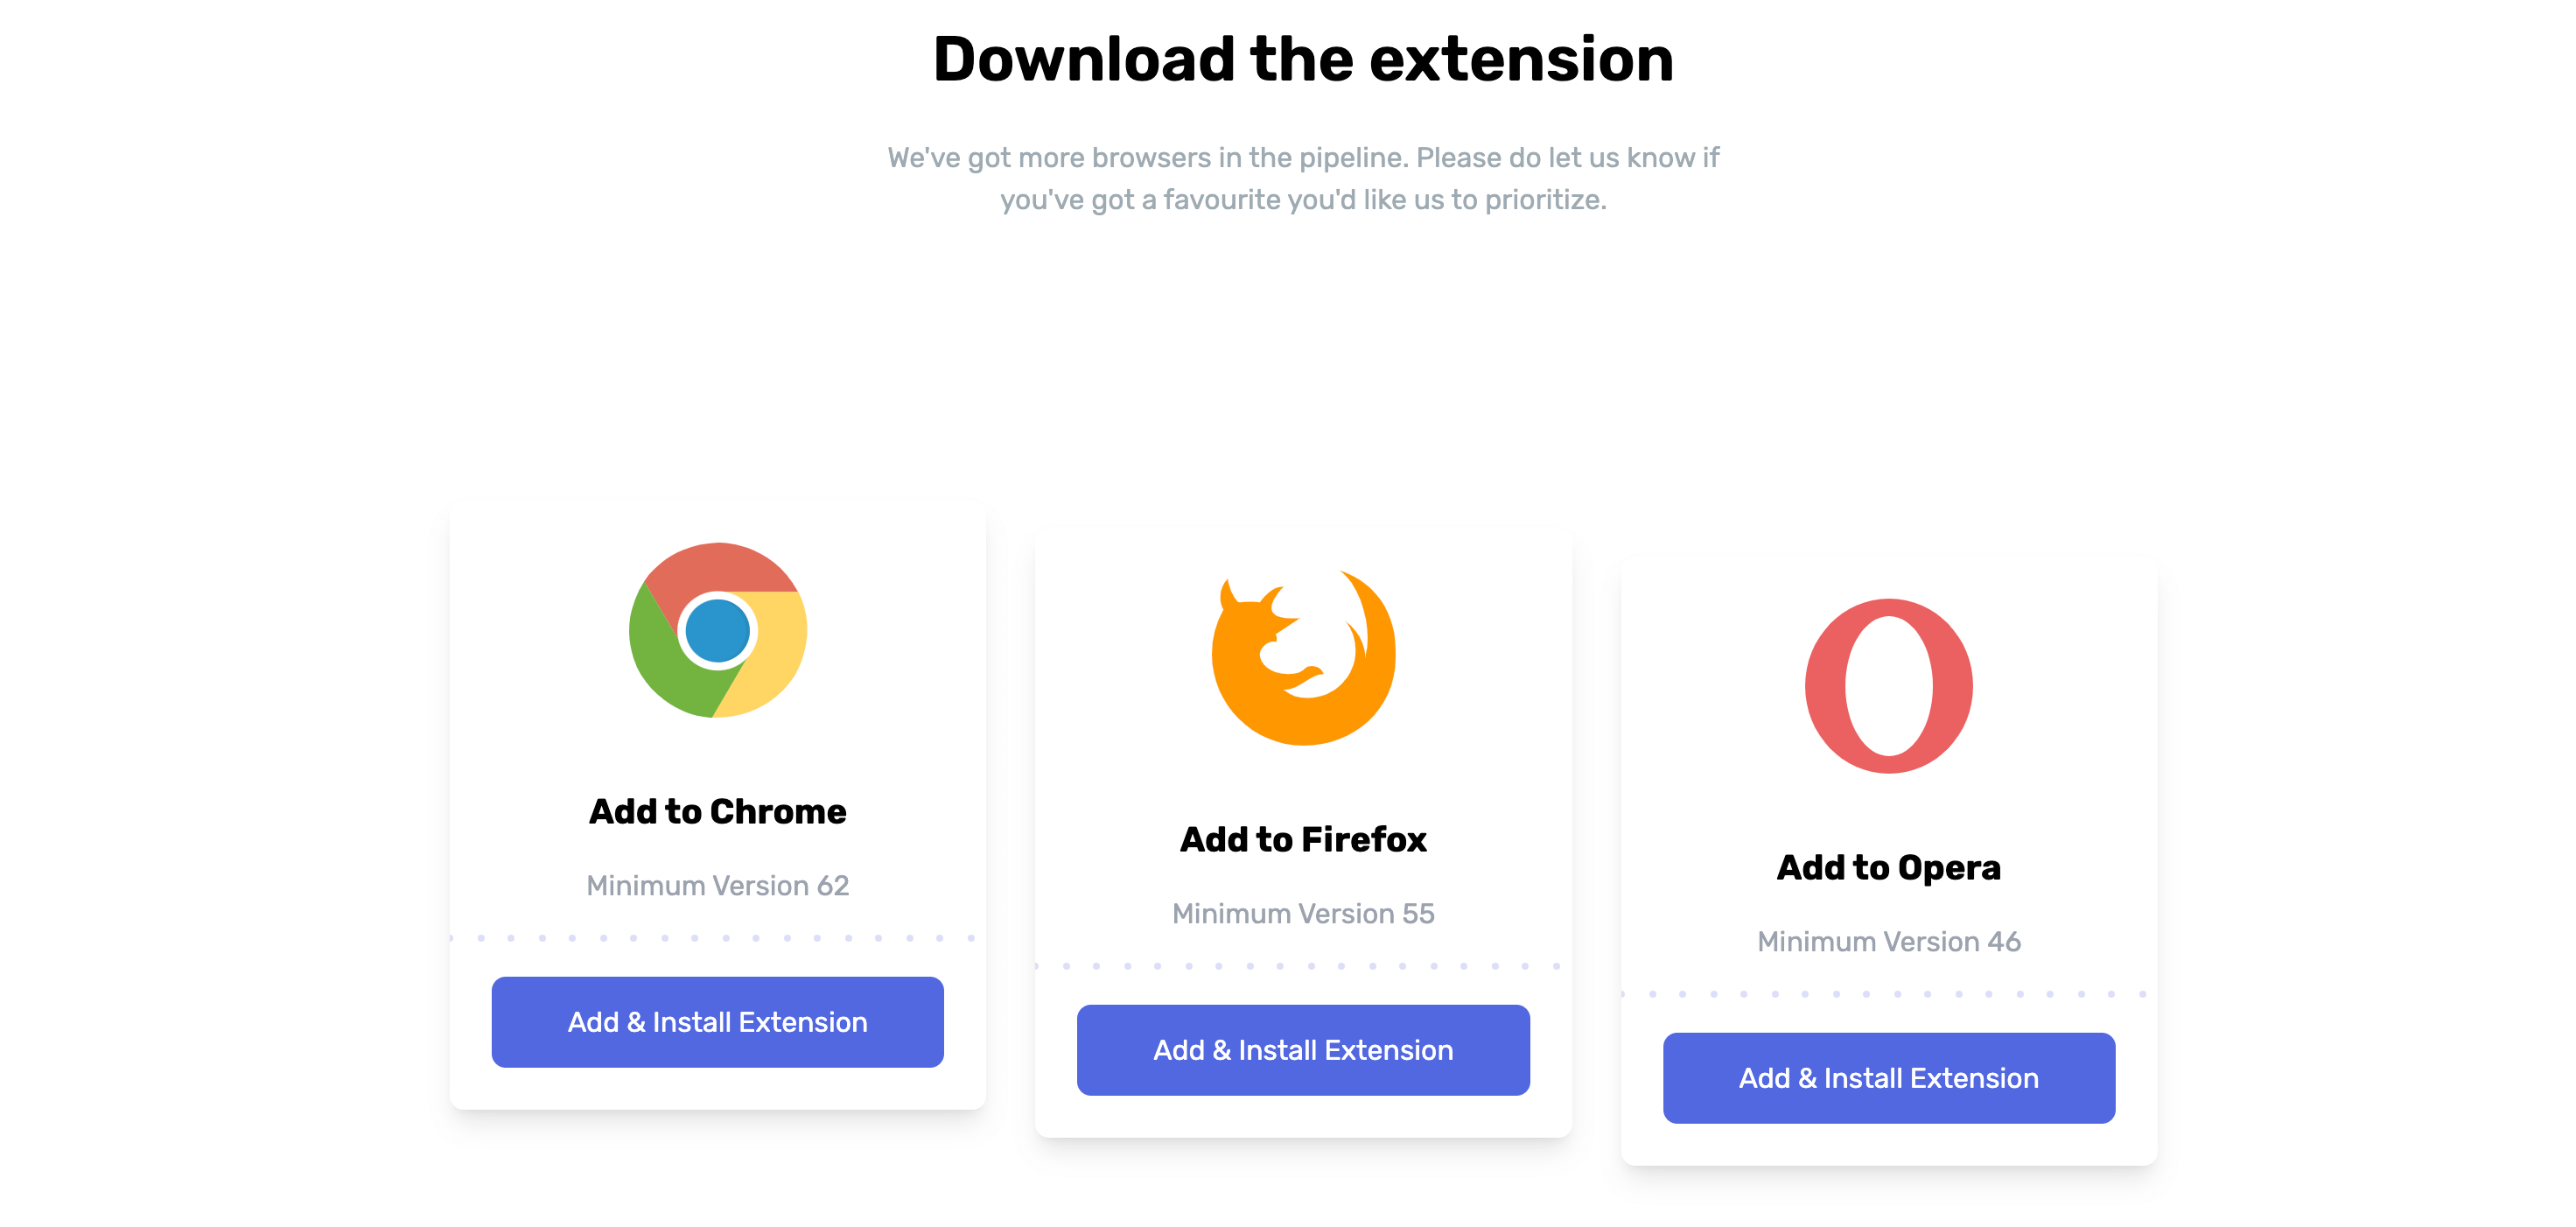 Download the extension
We've got more browsers in the pipeline. Please do let us know if
you've got a favourite you'd like us to prioritize.
Add to Chrome
Minimum Version 62
Add & Install Extension
Add to Firefox
Minimum Version 55
Add & Install Extension
Add to Opera
Minimum Version 46
Add & Install Extension